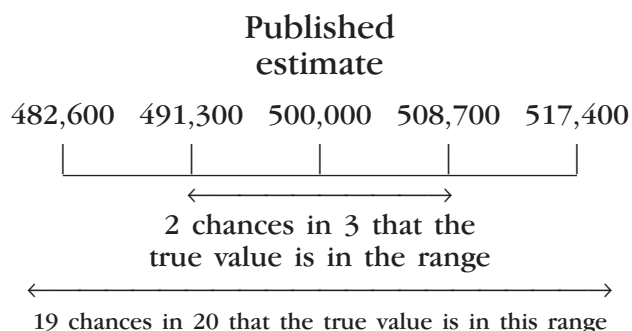 Published
estimate
482,600 491,300 500,000 508,700 517,400
2 chances in 3 that the
true value is in the range
19 chances in 20 that the true value is in this range